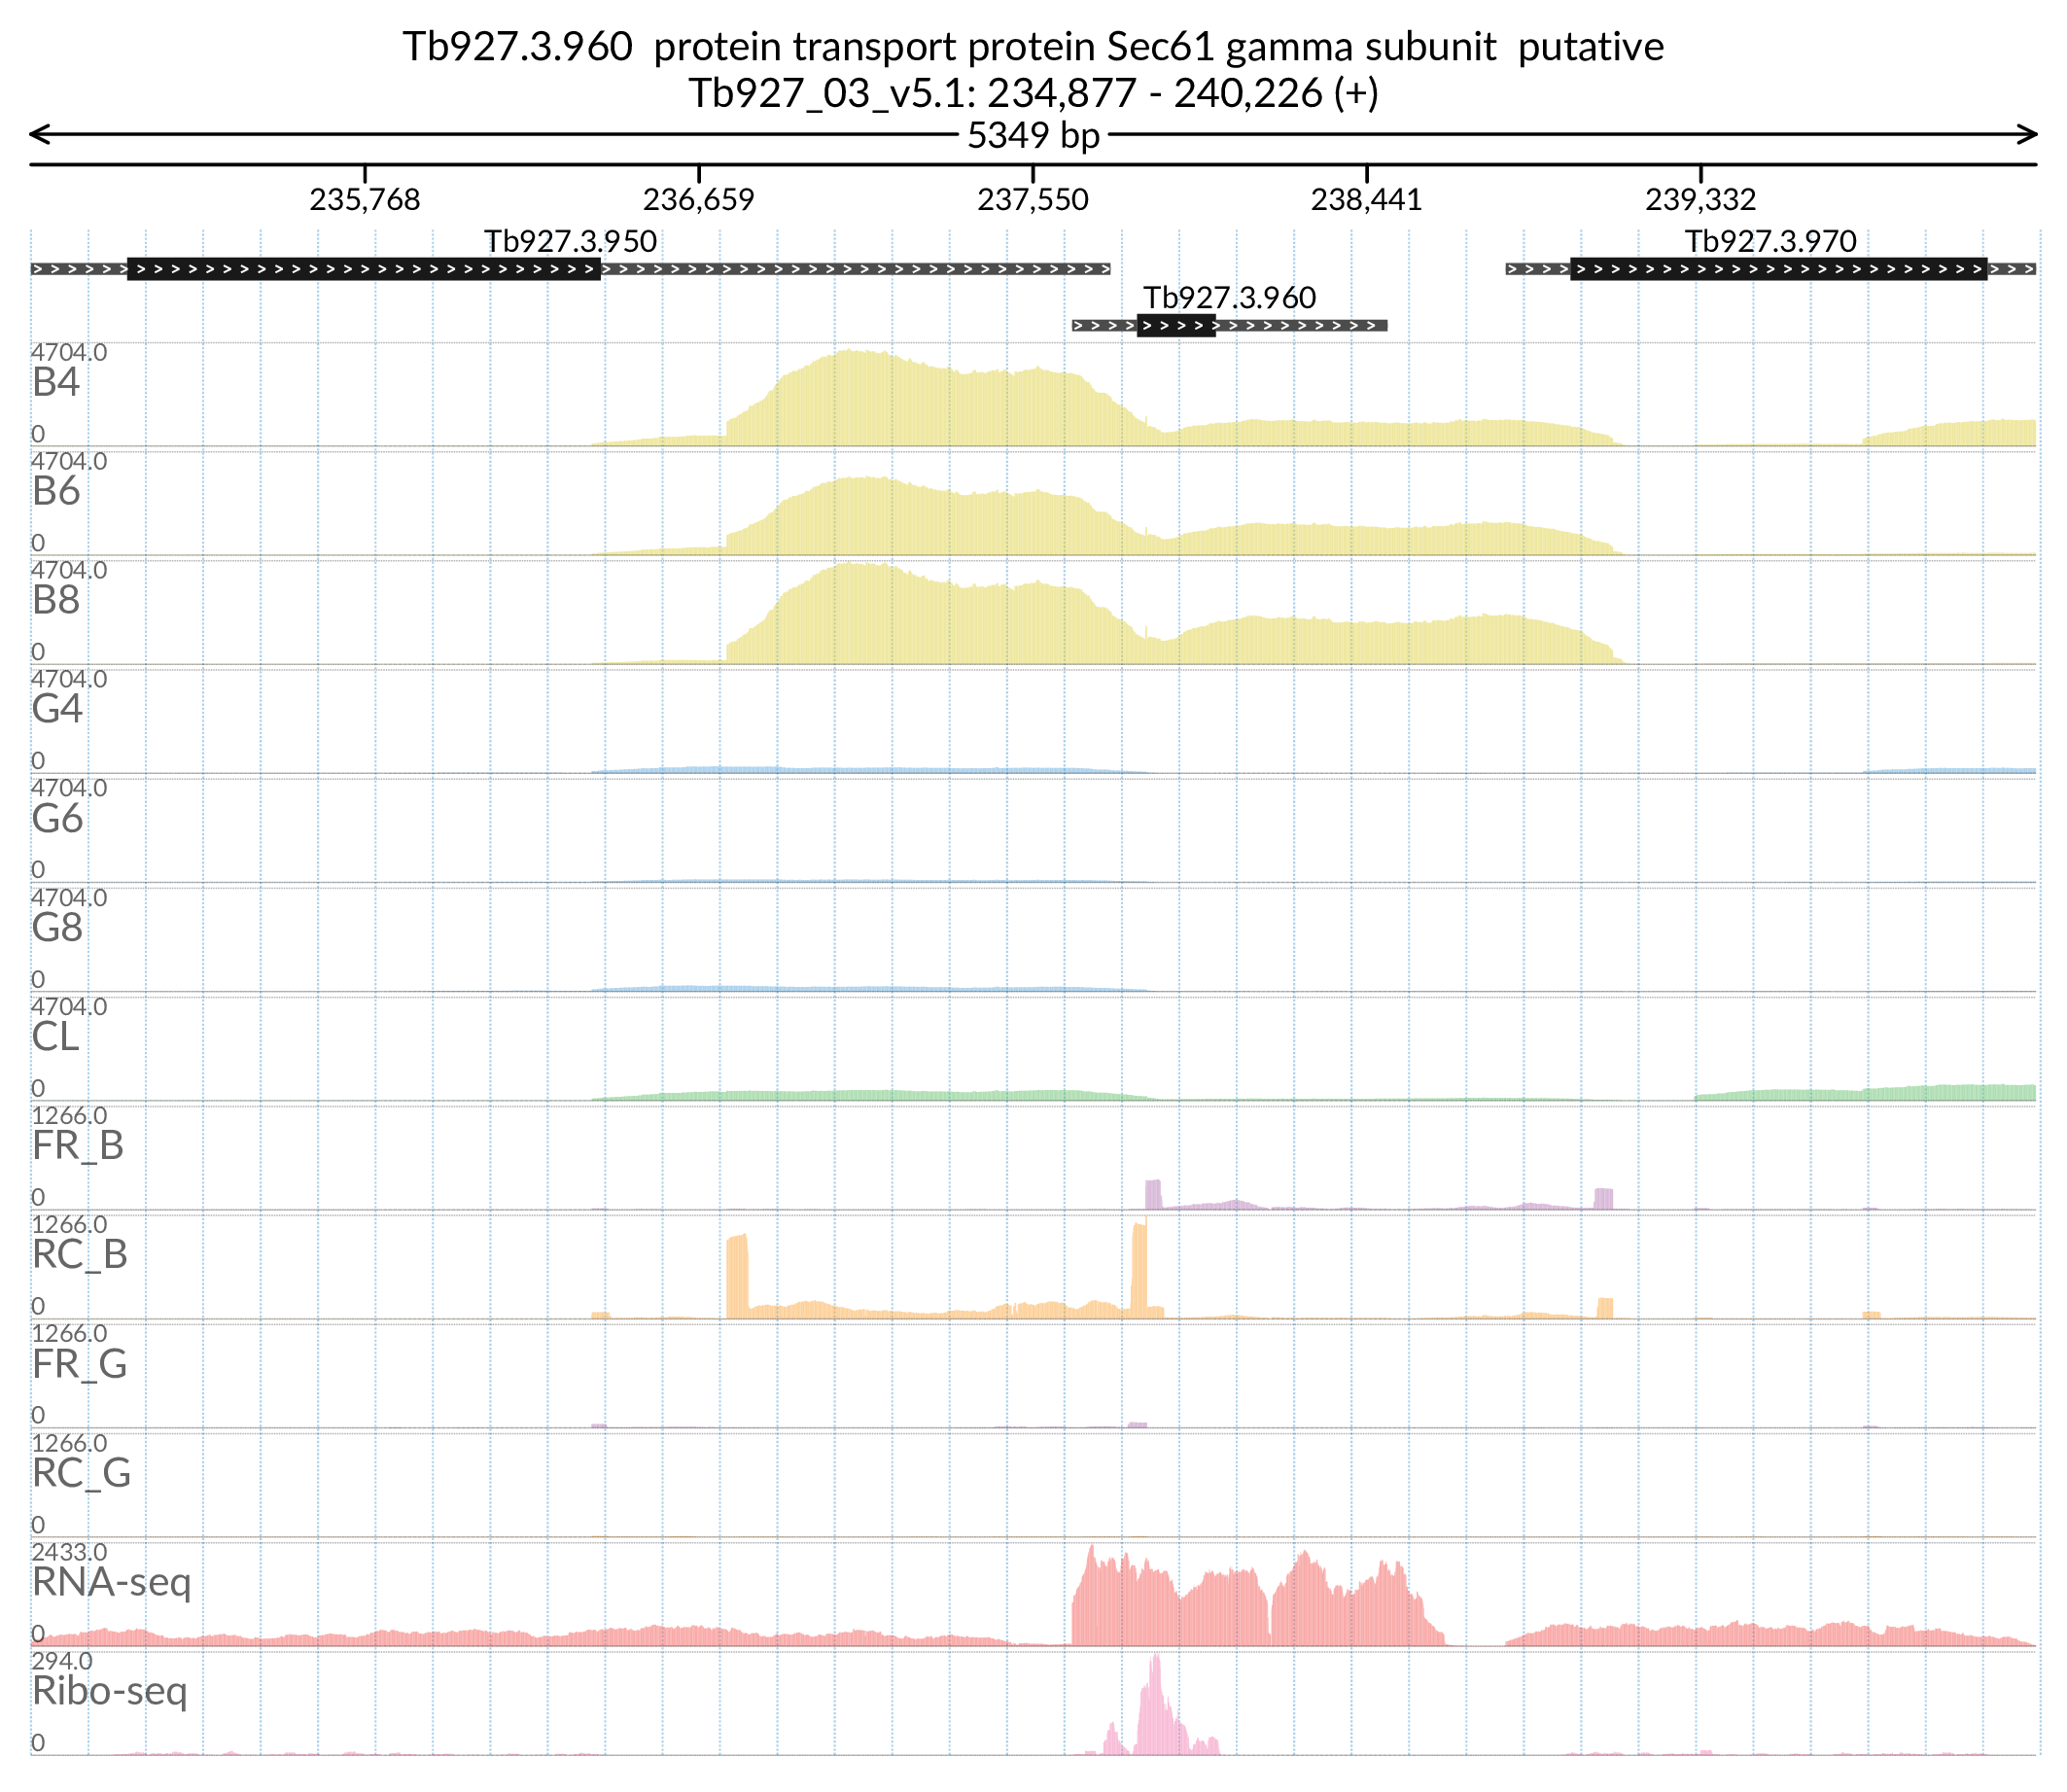 Tb927.3.960 protein transport protein Sec61 gamma subunit putative
Tb927_03_v5.1: 234,877 - 240,226 (+)
5349 bp
235,768 236,659 237,550 238,441 239,332
Tb927.3.950 Tb927.3.970
Tb927.3.960
4704.0
B4
0
4704.0
B6
0
4704.0
B8
0
4704.0
G4
0
4704.0
G6
0
4704.0
G8
0
4704.0
CL
0
1266.0
FR_B
0
1266.0
RC_B
0
1266.0
FR_G
0
1266.0
RC_G
0
2433.0
RNA-seq
0
294.0
Ribo-seq
0